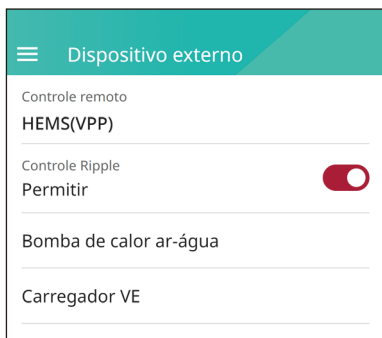 Dispositivo externo
Controle remoto
HEMS(VPP)
Controle Ripple
Permitir
Bomba de calor ar-água
Carregador VE